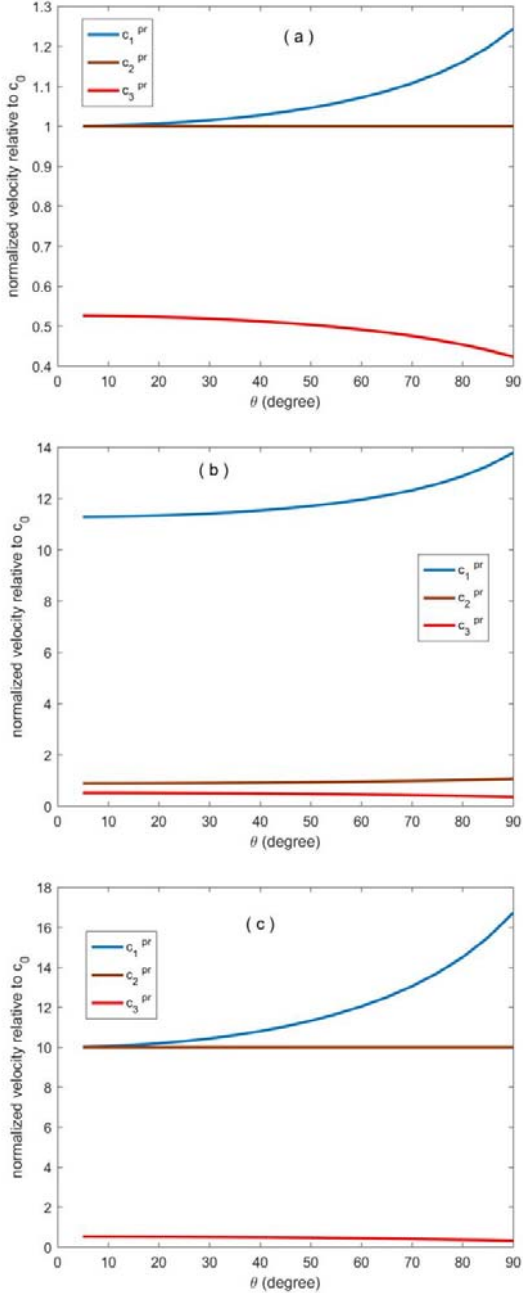 1.3
1.2
1.1
1
0.9
0.8
0.7
0.6
0.5
0.4
normalized velocity relative to c0
c1 pr
c2 pr
c3 pr
( a )
0 10 20 30 40 50 60 70 80 90
θ (degree)
14
12
10
8
6
4
2
0
normalized velocity relative to c0
( b )
c1 pr
c2 pr
c3 pr
0 10 20 30 40 50 60 70 80 90
θ (degree)
18
16
14
12
10
8
6
4
2
0
normalized velocity relative to c0
c1 pr
c2 pr
c3 pr
( c )
0 10 20 30 40 50 60 70 80 90
θ (degree)